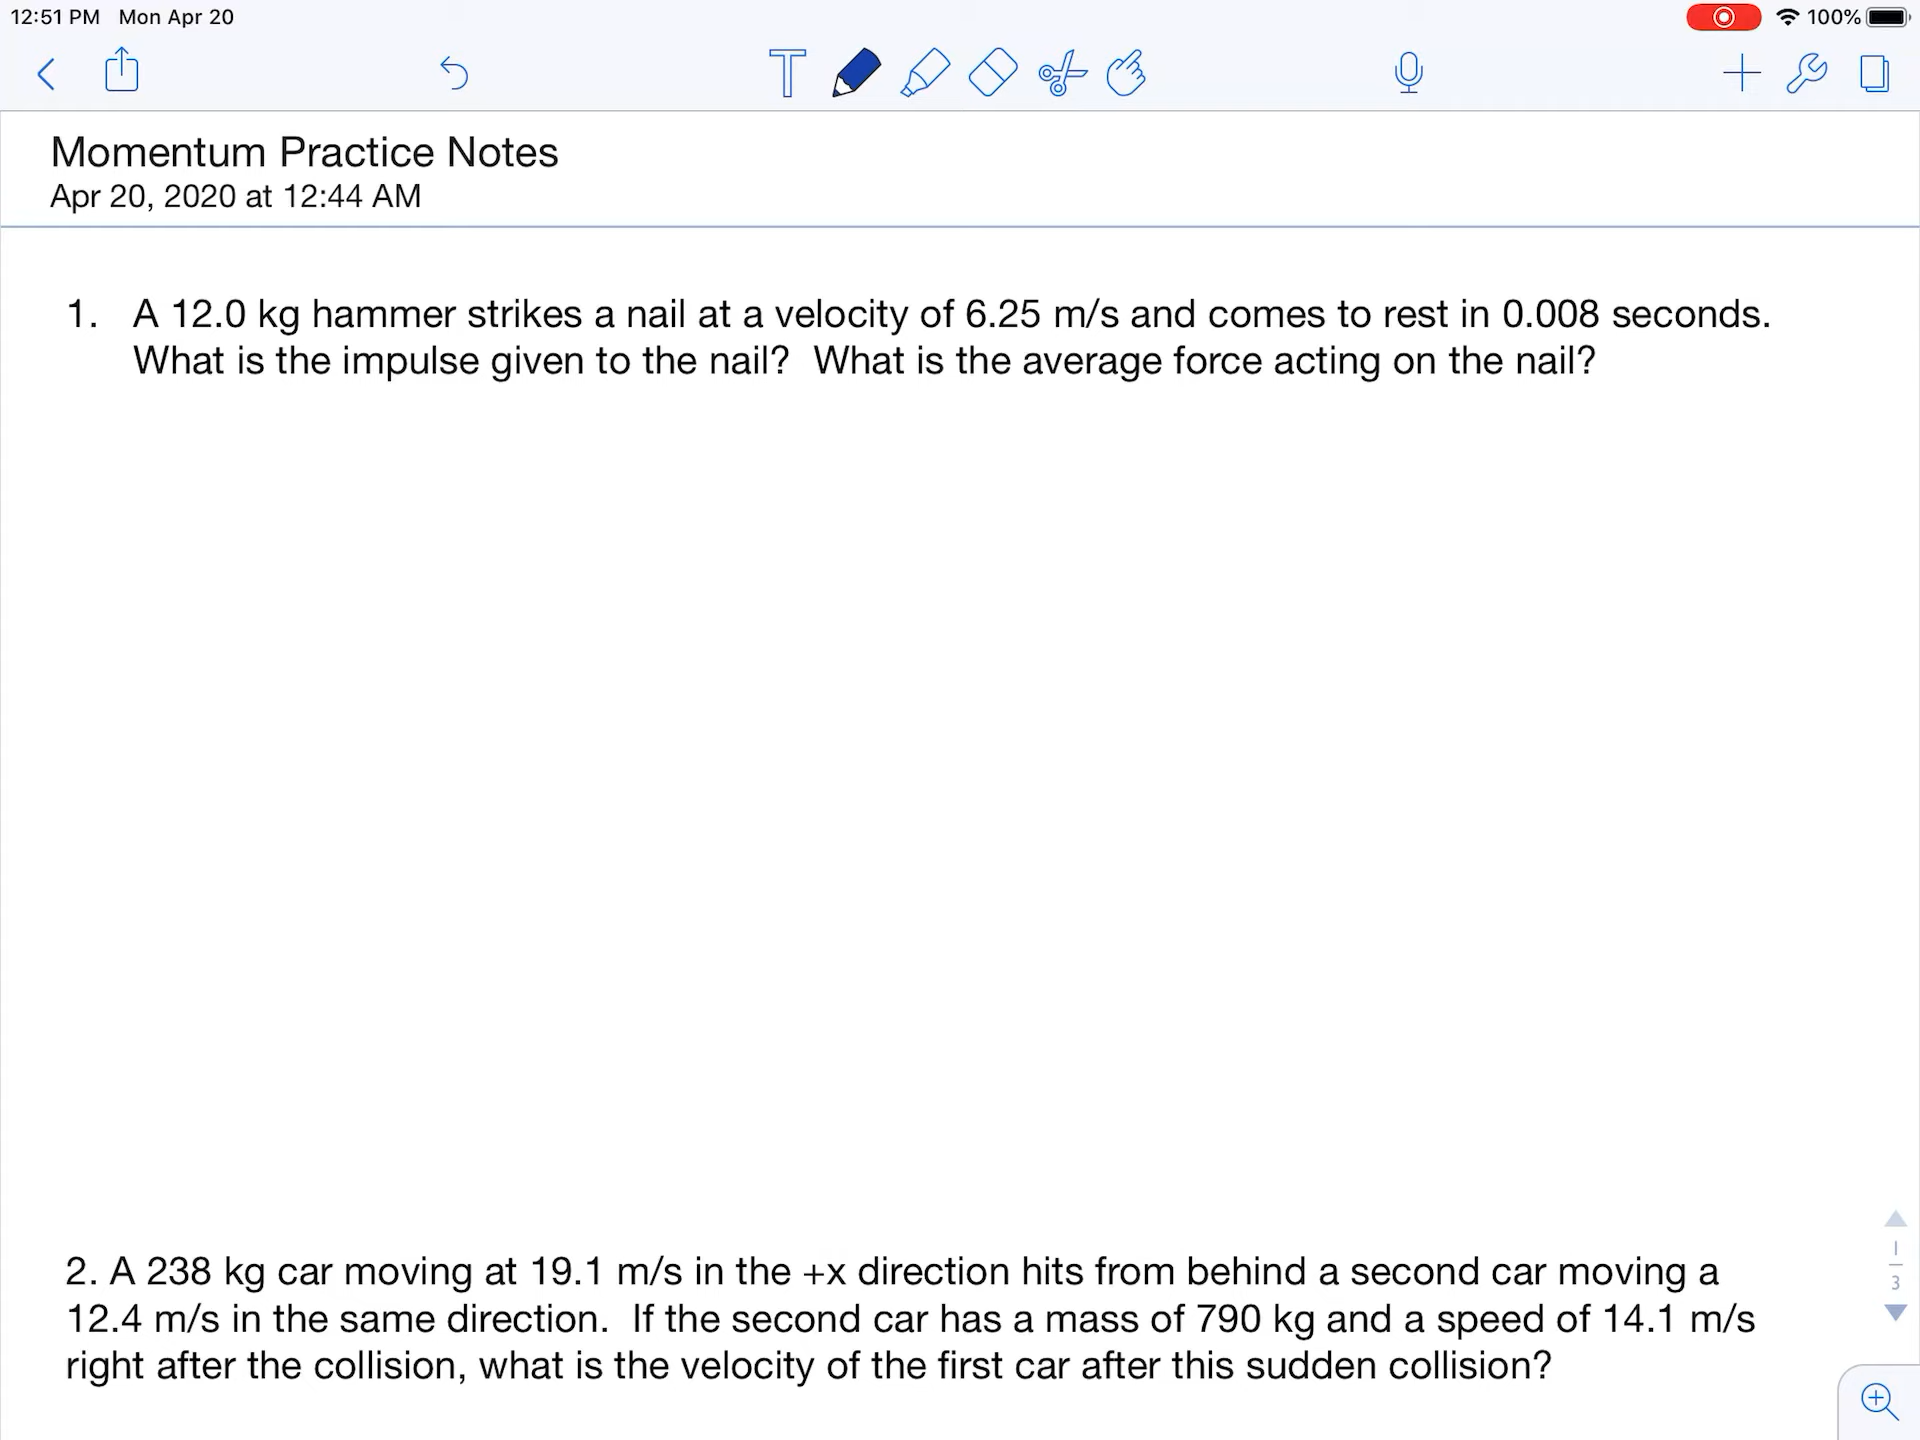 12:51 PM Mon Apr 20
100%
T
Momentum Practice Notes
Apr 20, 2020 at 12:44 AM
1. A 12.0 kg hammer strikes a nail at a velocity of 6.25 m/s and comes to rest in 0.008 seconds.
What is the impulse given to the nail? What is the average force acting on the nail?
2. A 238 kg car moving at 19.1 m/s in the +x direction hits from behind a second car moving a
12.4 m/s in the same direction. If the second car has a mass of 790 kg and a speed of 14.1 m/s
right after the collision, what is the velocity of the first car after this sudden collision?
1
3